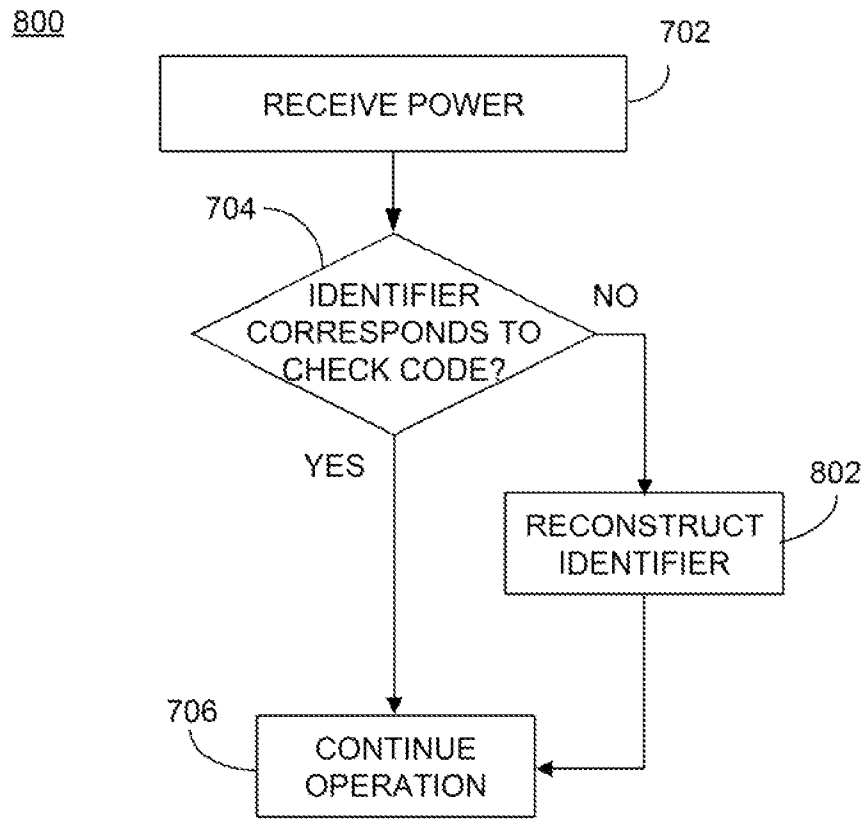 800
702
RECEIVE POWER
704
IDENTIFIER
CORRESPONDS TO
CHECK CODE?
NO
YES
802
RECONSTRUCT
IDENTIFIER
706
CONTINUE
OPERATION